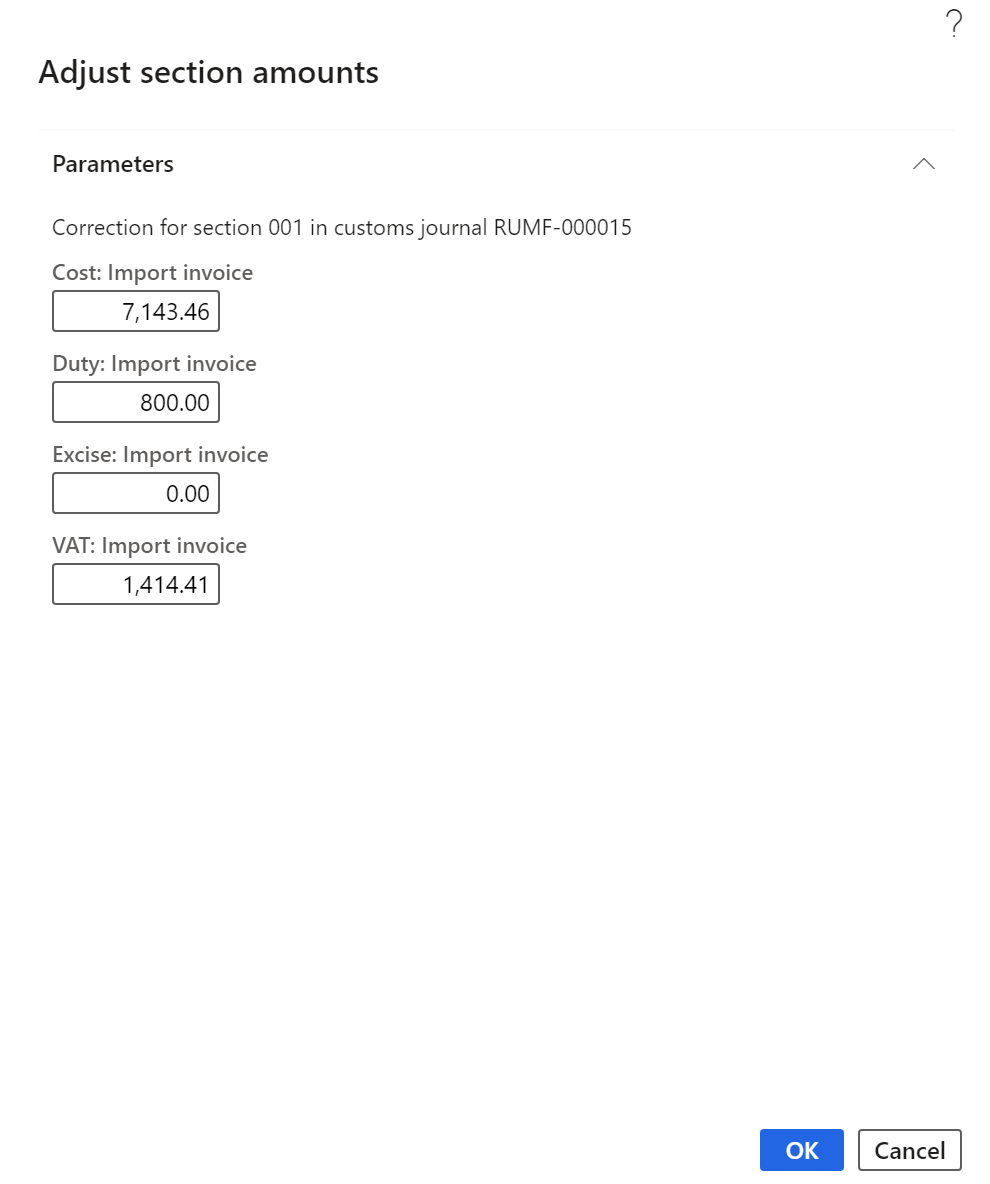 ?
Adjust section amounts
Parameters
Correction for section 001 in customs journal RUMF-000015
Cost: Import invoice
7,143.46
Duty: Import invoice
800.00
Excise: Import invoice
0.00
VAT: Import invoice
1,414.41
OK Cancel